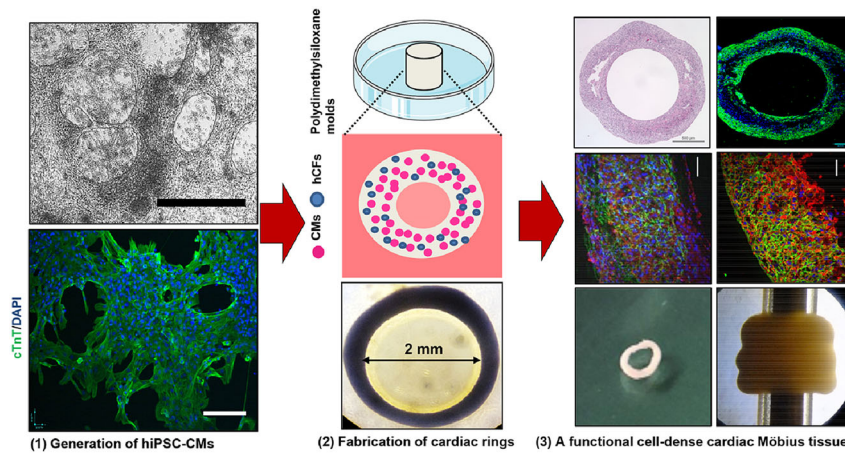 cTnT/DAPI
(1) Generation of hiPSC-CMs
Polydimethylsiloxane
molds
CMs hCFs
2 mm
(2) Fabrication of cardiac rings
(3) A functional cell-dense cardiac Möbius tissue